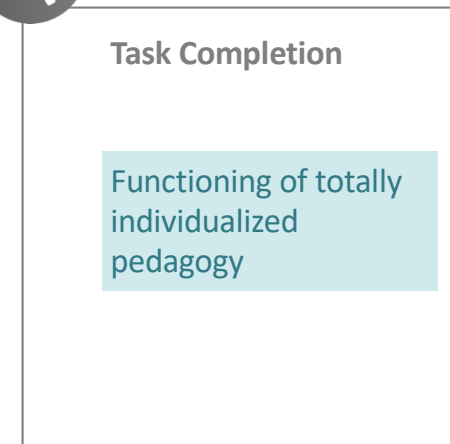 Task Completion
Functioning of totally
individualized
pedagogy